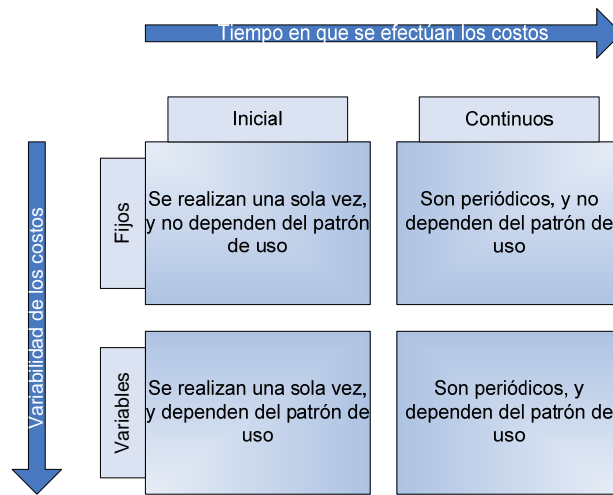 Tiempo en que se efectúan los costos
Inicial
Continuos
Variabilidad de los costos
Fijos
Se realizan una sola vez,
y no dependen del patrón
de uso
Son periódicos, y no
dependen del patrón de
uso
Variables
Se realizan una sola vez,
y dependen del patrón de
uso
Son periódicos, y
dependen del patrón de
uso